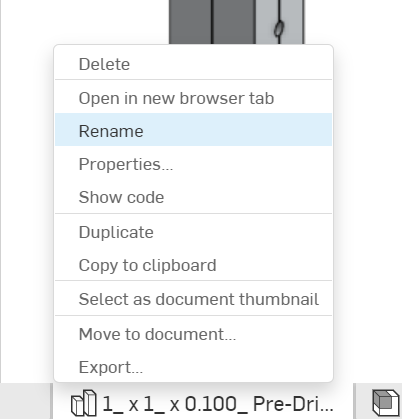 Delete
Open in new browser tab
Rename
Properties...
Show code
Duplicate
Copy to clipboard
Select as document thumbnail
Move to document...
Export...
1_ x 1_ x 0.100_ Pre-Dri...